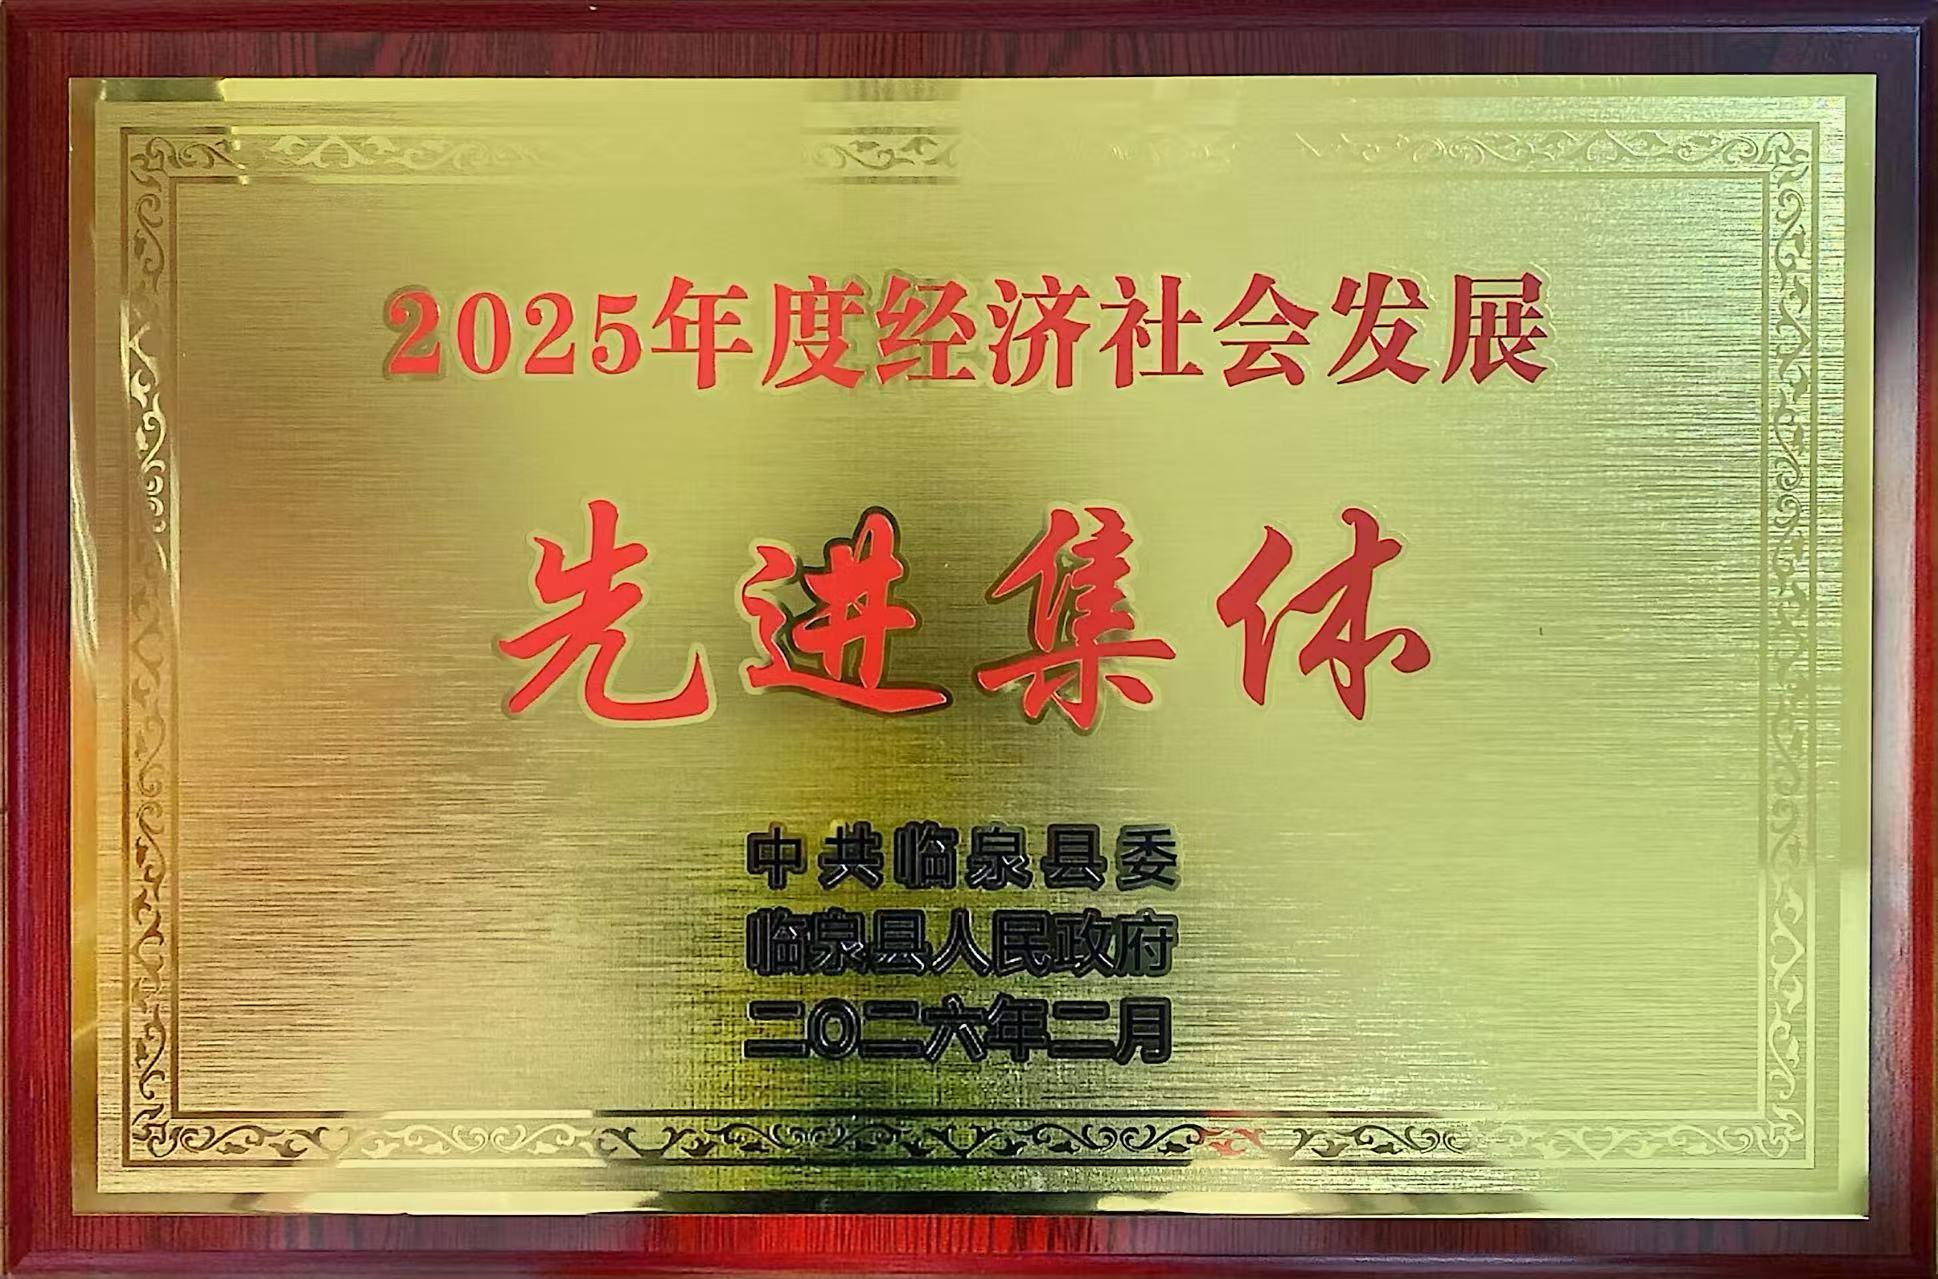 2025年度经济社会发展
先进集体
中共临泉县委
临泉县人民政府
二〇二六年二月